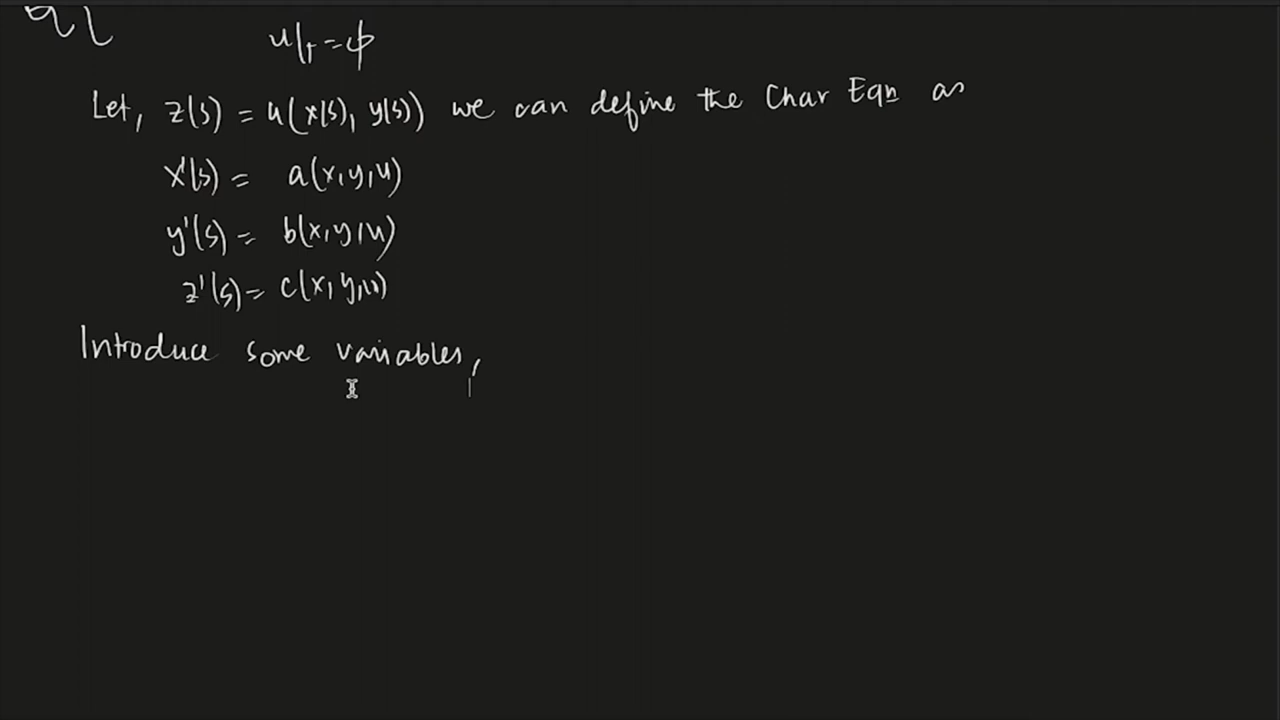 u|Γ = φ
Let, z(s) = u(x(s), y(s)) we can define the Char Eqn as
x'(s) = a(x,y,u)
y'(s) = b(x,y,u)
z'(s) = c(x,y,u)
Introduce some variables,